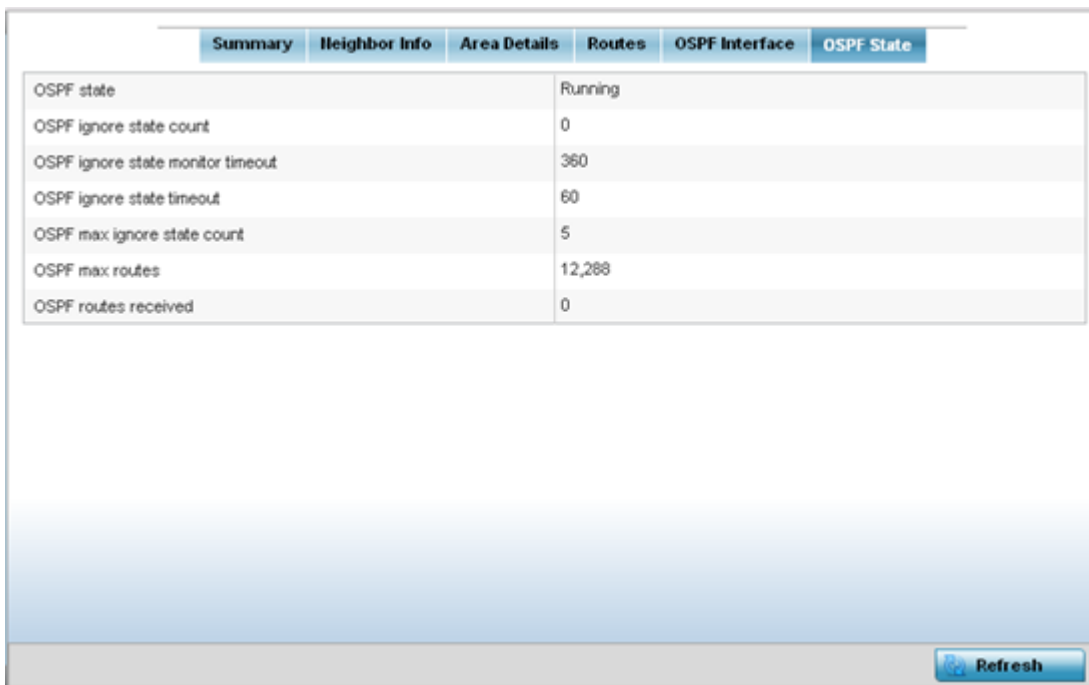 Summary Neighbor Info Area Details Routes OSPF Interface OSPF State
OSPF state Running
OSPF ignore state count 0
OSPF ignore state monitor timeout 360
OSPF ignore state timeout 60
OSPF max ignore state count 5
OSPF max routes 12,288
OSPF routes received 0
Refresh